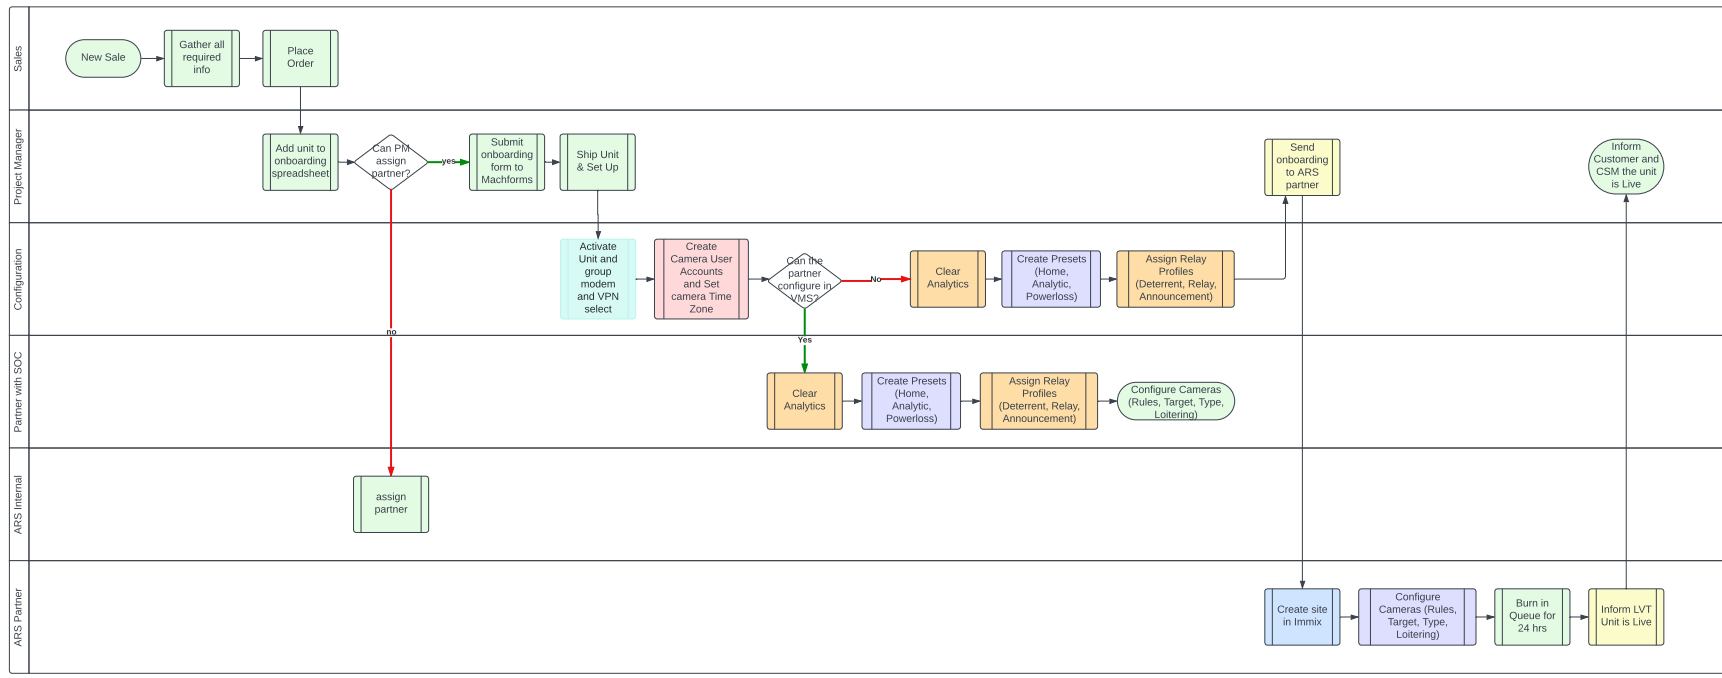 Sales
New Sale
Gather all
required
info
Place
Order
Project Manager
Add unit to
onboarding
spreadsheet
Can PM
assign
partner?
yes
Submit
onboarding
form to
Machforms
Ship Unit
& Set Up
Send
onboarding
to ARS
partner
Inform
Customer and
CSM the unit
is Live
Configuration
Activate
Unit and
group
modem
and VPN
select
Create
Camera User
Accounts
and Set
camera Time
Zone
Can the
partner
configure in
VMS?
No
Clear
Analytics
Create Presets
(Home,
Analytic,
Powerloss)
Assign Relay
Profiles
(Deterrent, Relay,
Announcement)
no
Yes
Partner with SOC
Clear
Analytics
Create Presets
(Home,
Analytic,
Powerloss)
Assign Relay
Profiles
(Deterrent, Relay,
Announcement)
Configure Cameras
(Rules, Target, Type,
Loitering)
ARS Internal
assign
partner
ARS Partner
Create site
in Immix
Configure
Cameras (Rules,
Target, Type,
Loitering)
Burn in
Queue for
24 hrs
Inform LVT
Unit is Live